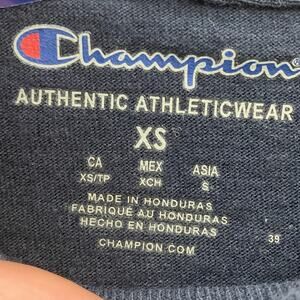 Champion®
AUTHENTIC ATHLETICWEAR
XS
CA MEX ASIA
XS/TP XCH S
MADE IN HONDURAS
FABRIQUÉ AU HONDURAS
HECHO EN HONDURAS 39
CHAMPION.COM